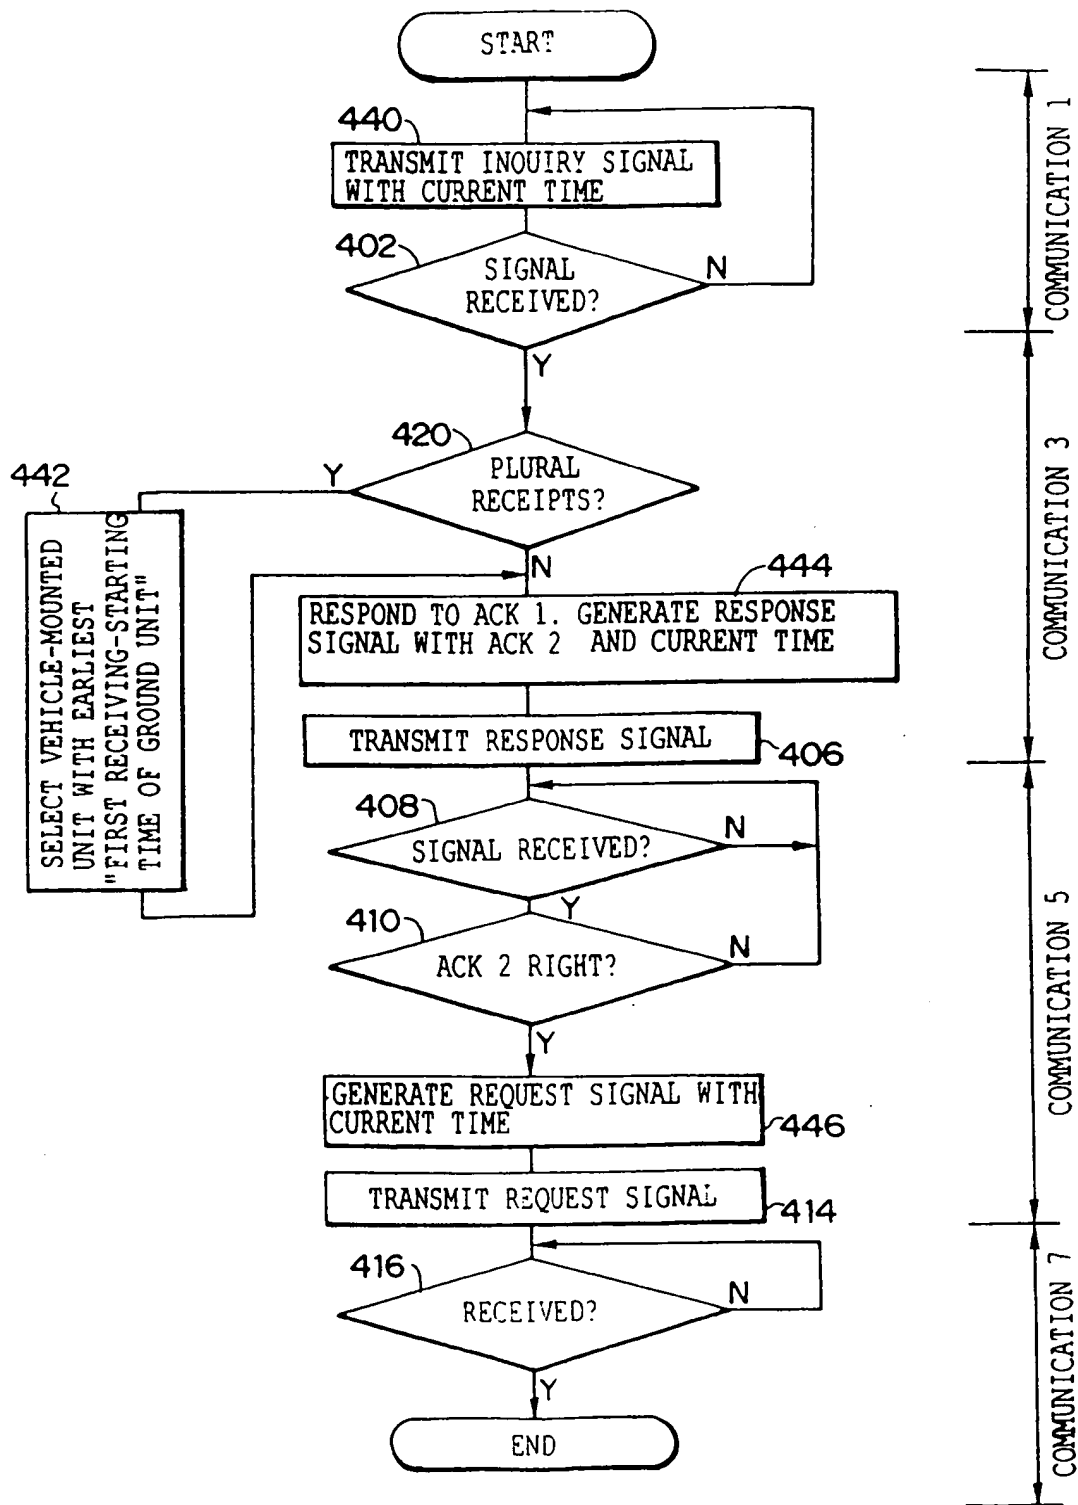 START
440
TRANSMIT INQUIRY SIGNAL
WITH CURRENT TIME
402
SIGNAL
RECEIVED?
N
Y
420
PLURAL
RECEIPTS?
Y
N
442
SELECT VEHICLE-MOUNTED
UNIT WITH EARLIEST
"FIRST RECEIVING-STARTING
TIME OF GROUND UNIT"
444
RESPOND TO ACK 1. GENERATE RESPONSE
SIGNAL WITH ACK 2 AND CURRENT TIME
TRANSMIT RESPONSE SIGNAL
406
408
SIGNAL RECEIVED?
N
Y
410
ACK 2 RIGHT?
N
Y
GENERATE REQUEST SIGNAL WITH
CURRENT TIME
446
TRANSMIT REQUEST SIGNAL
414
416
RECEIVED?
N
Y
END
COMMUNICATION 1
COMMUNICATION 3
COMMUNICATION 5
COMMUNICATION 7